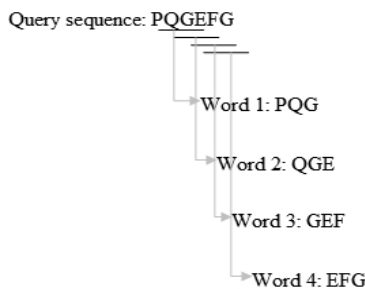 Query sequence: PQGEFG
Word 1: PQG
Word 2: QGE
Word 3: GEF
Word 4: EFG